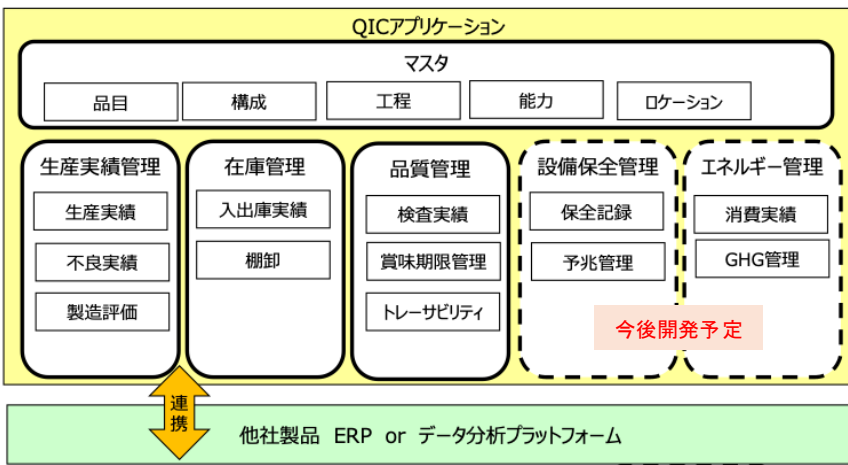 QICアプリケーション
マスタ
品目
構成
工程
能力
ロケーション
生産実績管理
生産実績
不良実績
製造評価
在庫管理
入出庫実績
棚卸
品質管理
検査実績
賞味期限管理
トレーサビリティ
設備保全管理
保全記録
予兆管理
エネルギー管理
消費実績
GHG管理
今後開発予定
連携
他社製品 ERP or データ分析プラットフォーム